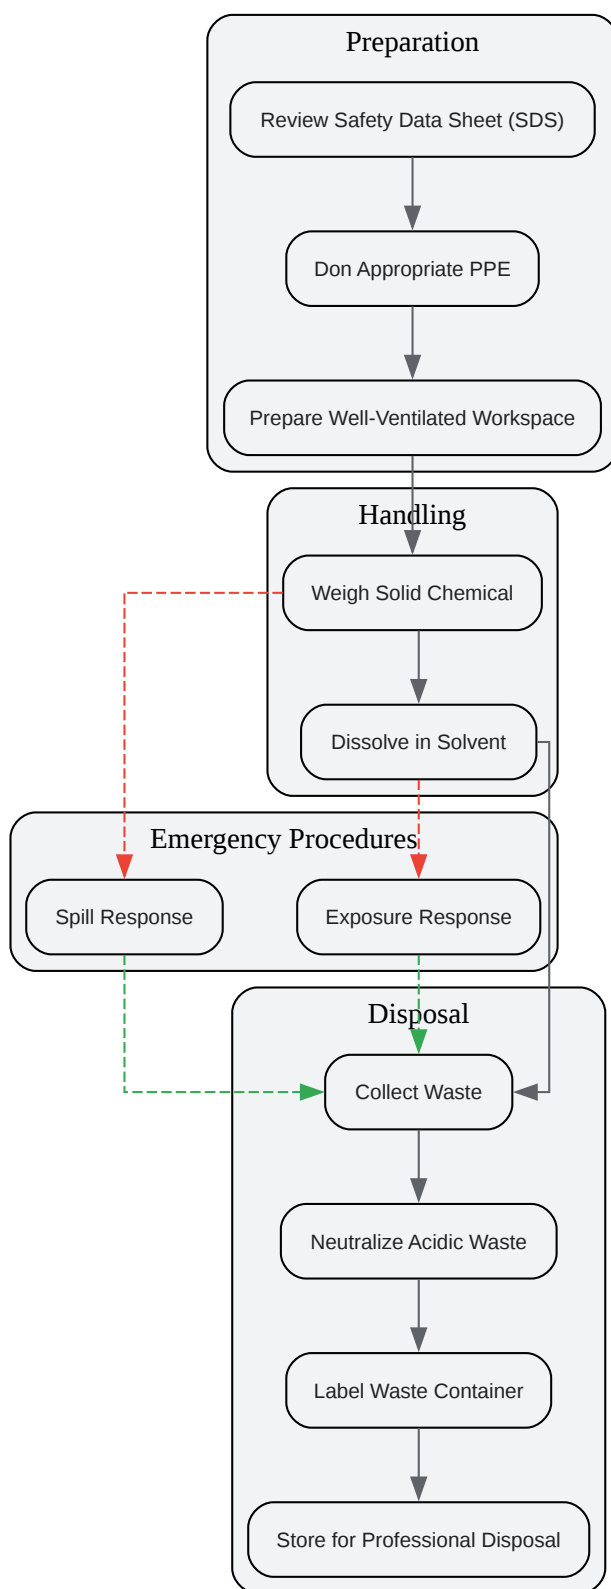 Preparation
Review Safety Data Sheet (SDS)
Don Appropriate PPE
Prepare Well-Ventilated Workspace
Handling
Weigh Solid Chemical
Dissolve in Solvent
Emergency Procedures
Spill Response
Exposure Response
Disposal
Collect Waste
Neutralize Acidic Waste
Label Waste Container
Store for Professional Disposal